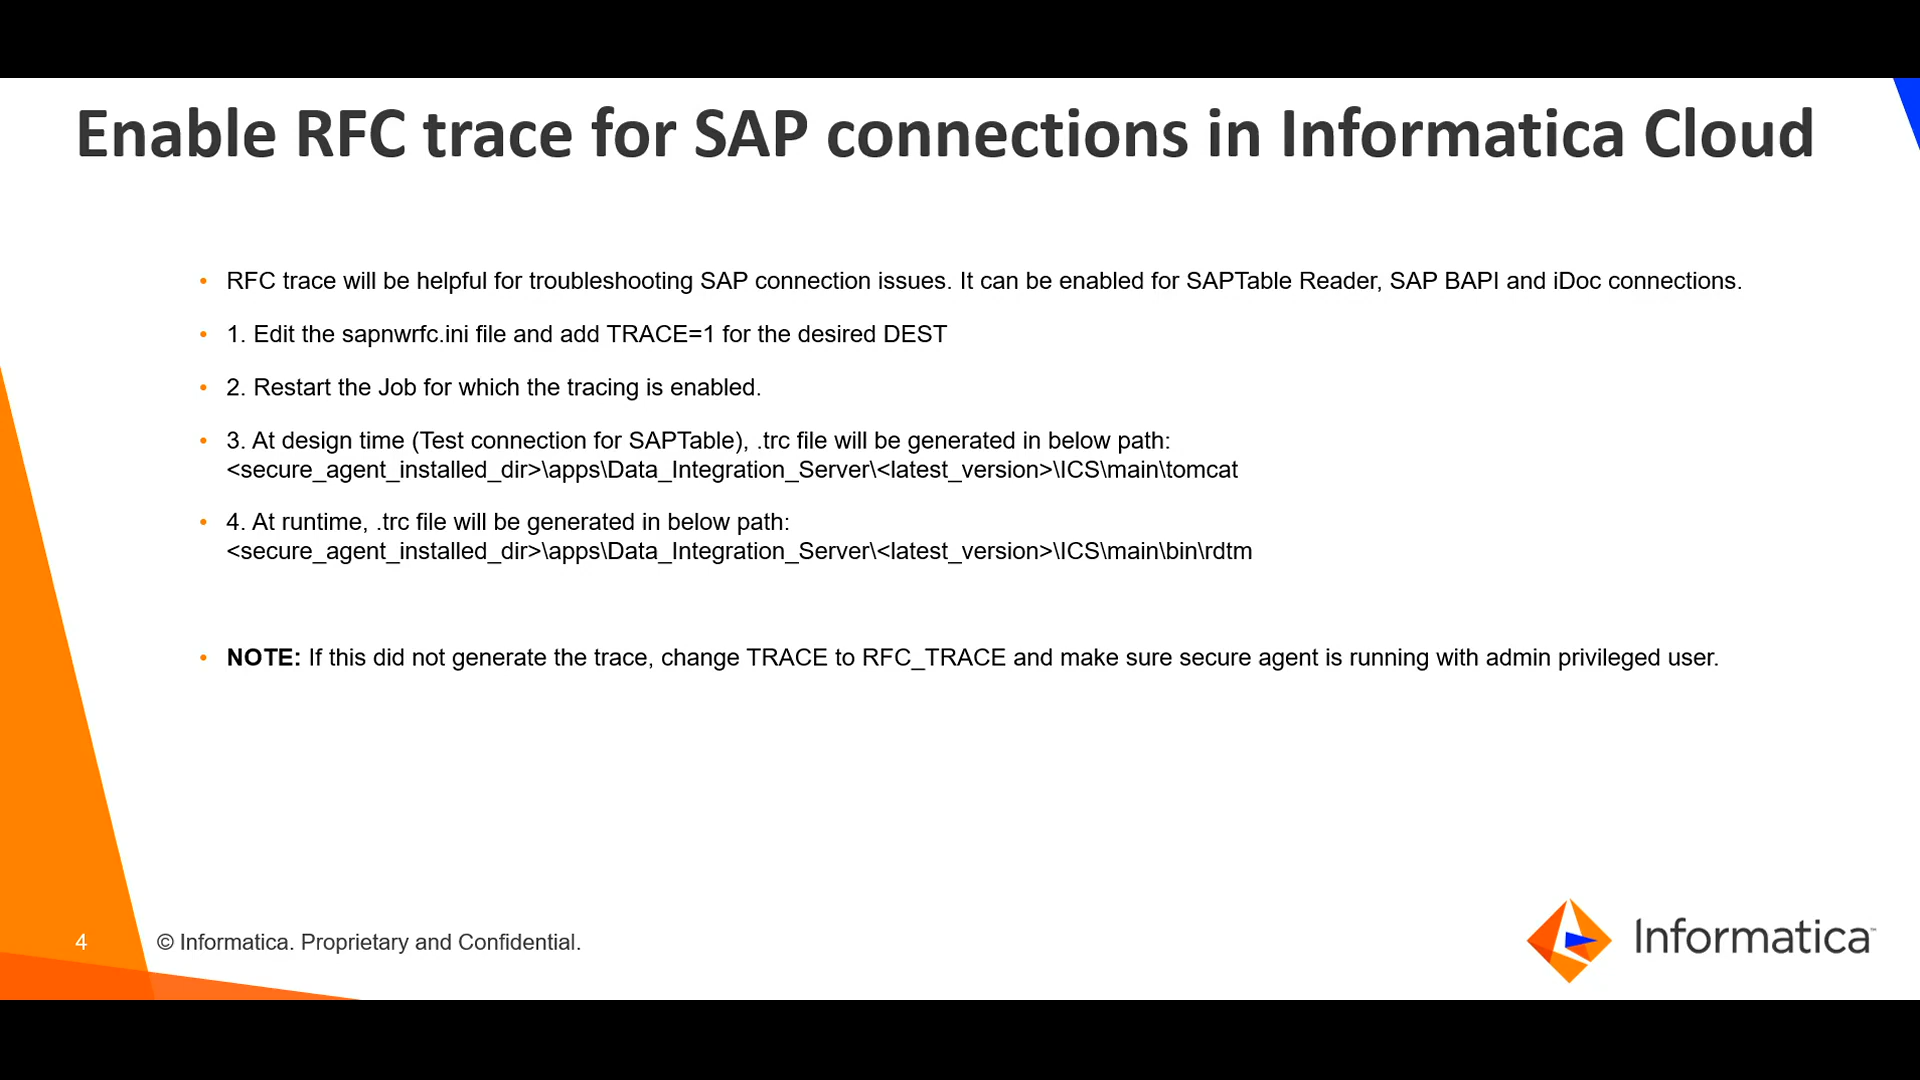 Enable RFC trace for SAP connections in Informatica Cloud
• RFC trace will be helpful for troubleshooting SAP connection issues. It can be enabled for SAPTable Reader, SAP BAPI and iDoc connections.
• 1. Edit the sapnwrfc.ini file and add TRACE=1 for the desired DEST
• 2. Restart the Job for which the tracing is enabled.
• 3. At design time (Test connection for SAPTable), .trc file will be generated in below path:
<secure_agent_installed_dir>\apps\Data_Integration_Server\<latest_version>\ICS\main\tomcat
• 4. At runtime, .trc file will be generated in below path:
<secure_agent_installed_dir>\apps\Data_Integration_Server\<latest_version>\ICS\main\bin\rdtm
• NOTE: If this did not generate the trace, change TRACE to RFC_TRACE and make sure secure agent is running with admin privileged user.
4 © Informatica. Proprietary and Confidential.
Informatica™